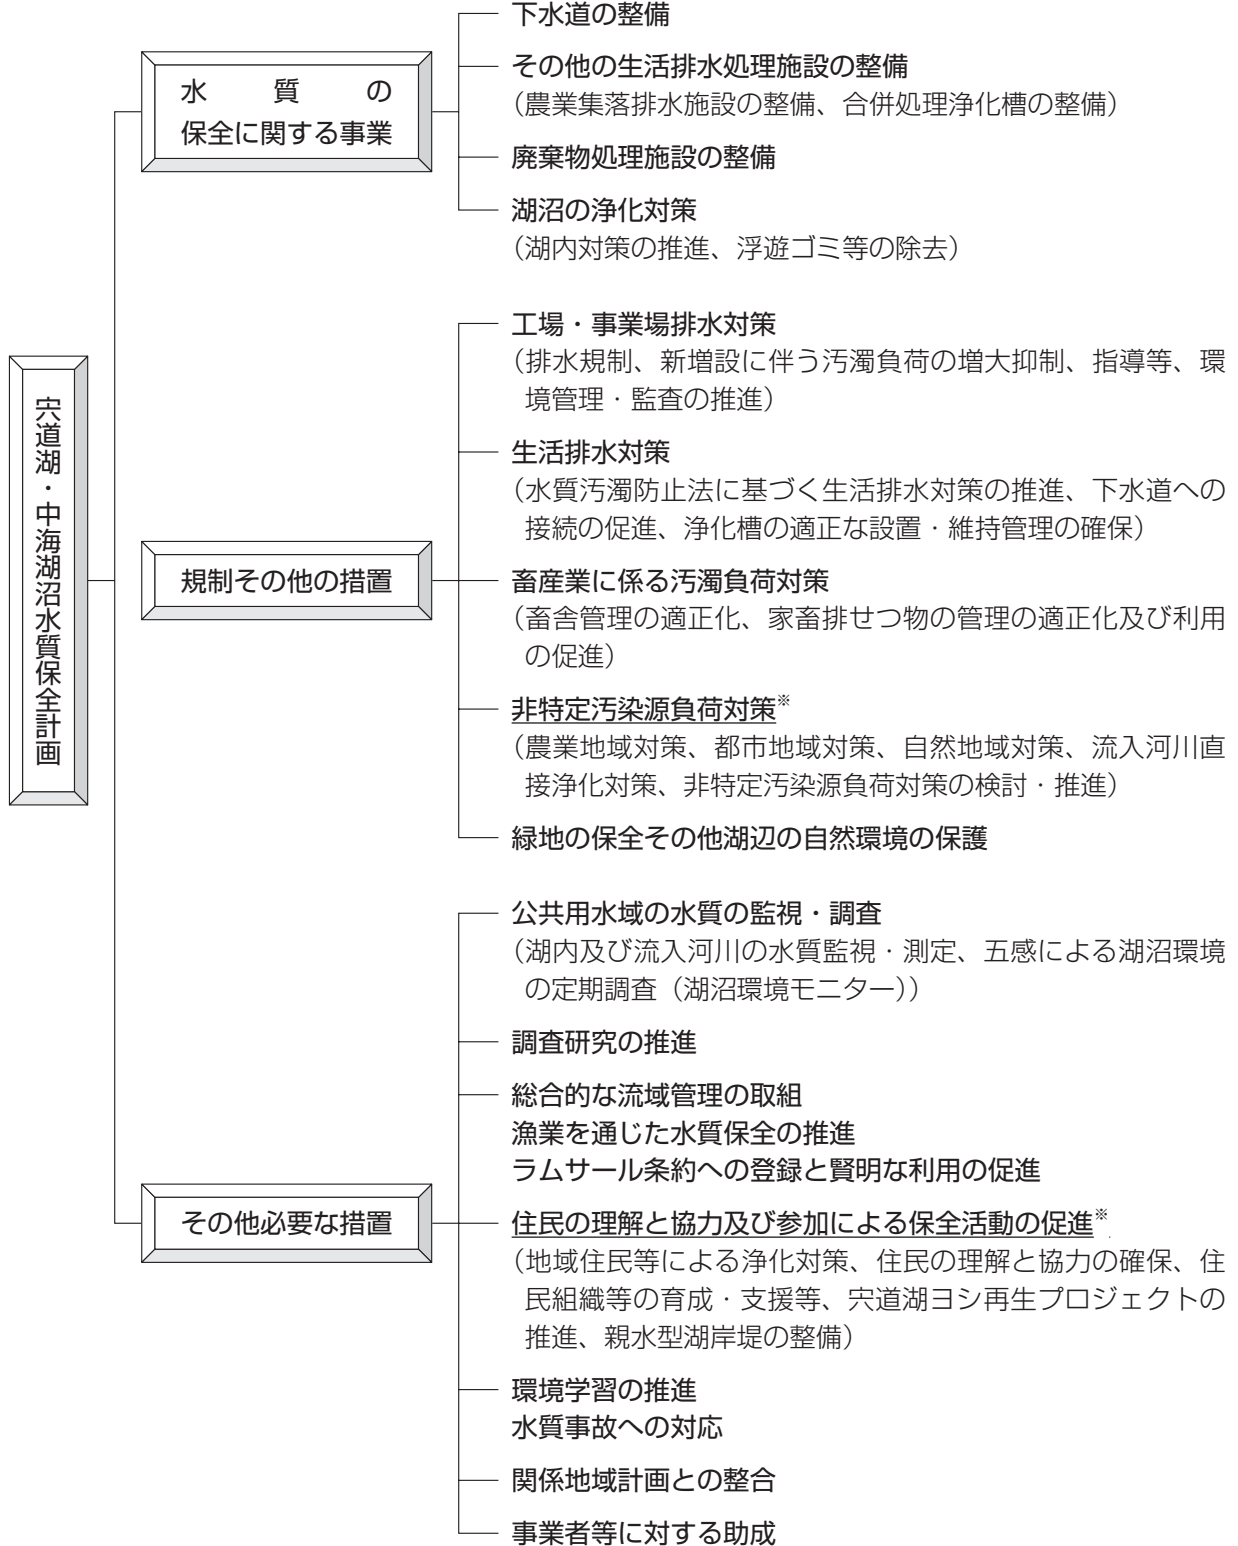 宍道湖・中海湖沼水質保全計画
水質の
保全に関する事業
下水道の整備
その他の生活排水処理施設の整備
（農業集落排水施設の整備、合併処理浄化槽の整備）
廃棄物処理施設の整備
湖沼の浄化対策
（湖内対策の推進、浮遊ゴミ等の除去）
規制その他の措置
工場・事業場排水対策
（排水規制、新増設に伴う汚濁負荷の増大抑制、指導等、環
境管理・監査の推進）
生活排水対策
（水質汚濁防止法に基づく生活排水対策の推進、下水道への
接続の促進、浄化槽の適正な設置・維持管理の確保）
畜産業に係る汚濁負荷対策
（畜舎管理の適正化、家畜排せつ物の管理の適正化及び利用
の促進）
非特定汚染源負荷対策※
（農業地域対策、都市地域対策、自然地域対策、流入河川直
接浄化対策、非特定汚染源負荷対策の検討・推進）
緑地の保全その他湖辺の自然環境の保護
その他必要な措置
公共用水域の水質の監視・調査
（湖内及び流入河川の水質監視・測定、五感による湖沼環境
の定期調査（湖沼環境モニター））
調査研究の推進
総合的な流域管理の取組
漁業を通じた水質保全の推進
ラムサール条約への登録と賢明な利用の促進
住民の理解と協力及び参加による保全活動の促進※
（地域住民等による浄化対策、住民の理解と協力の確保、住
民組織等の育成・支援等、宍道湖ヨシ再生プロジェクトの
推進、親水型湖岸堤の整備）
環境学習の推進
水質事故への対応
関係地域計画との整合
事業者等に対する助成